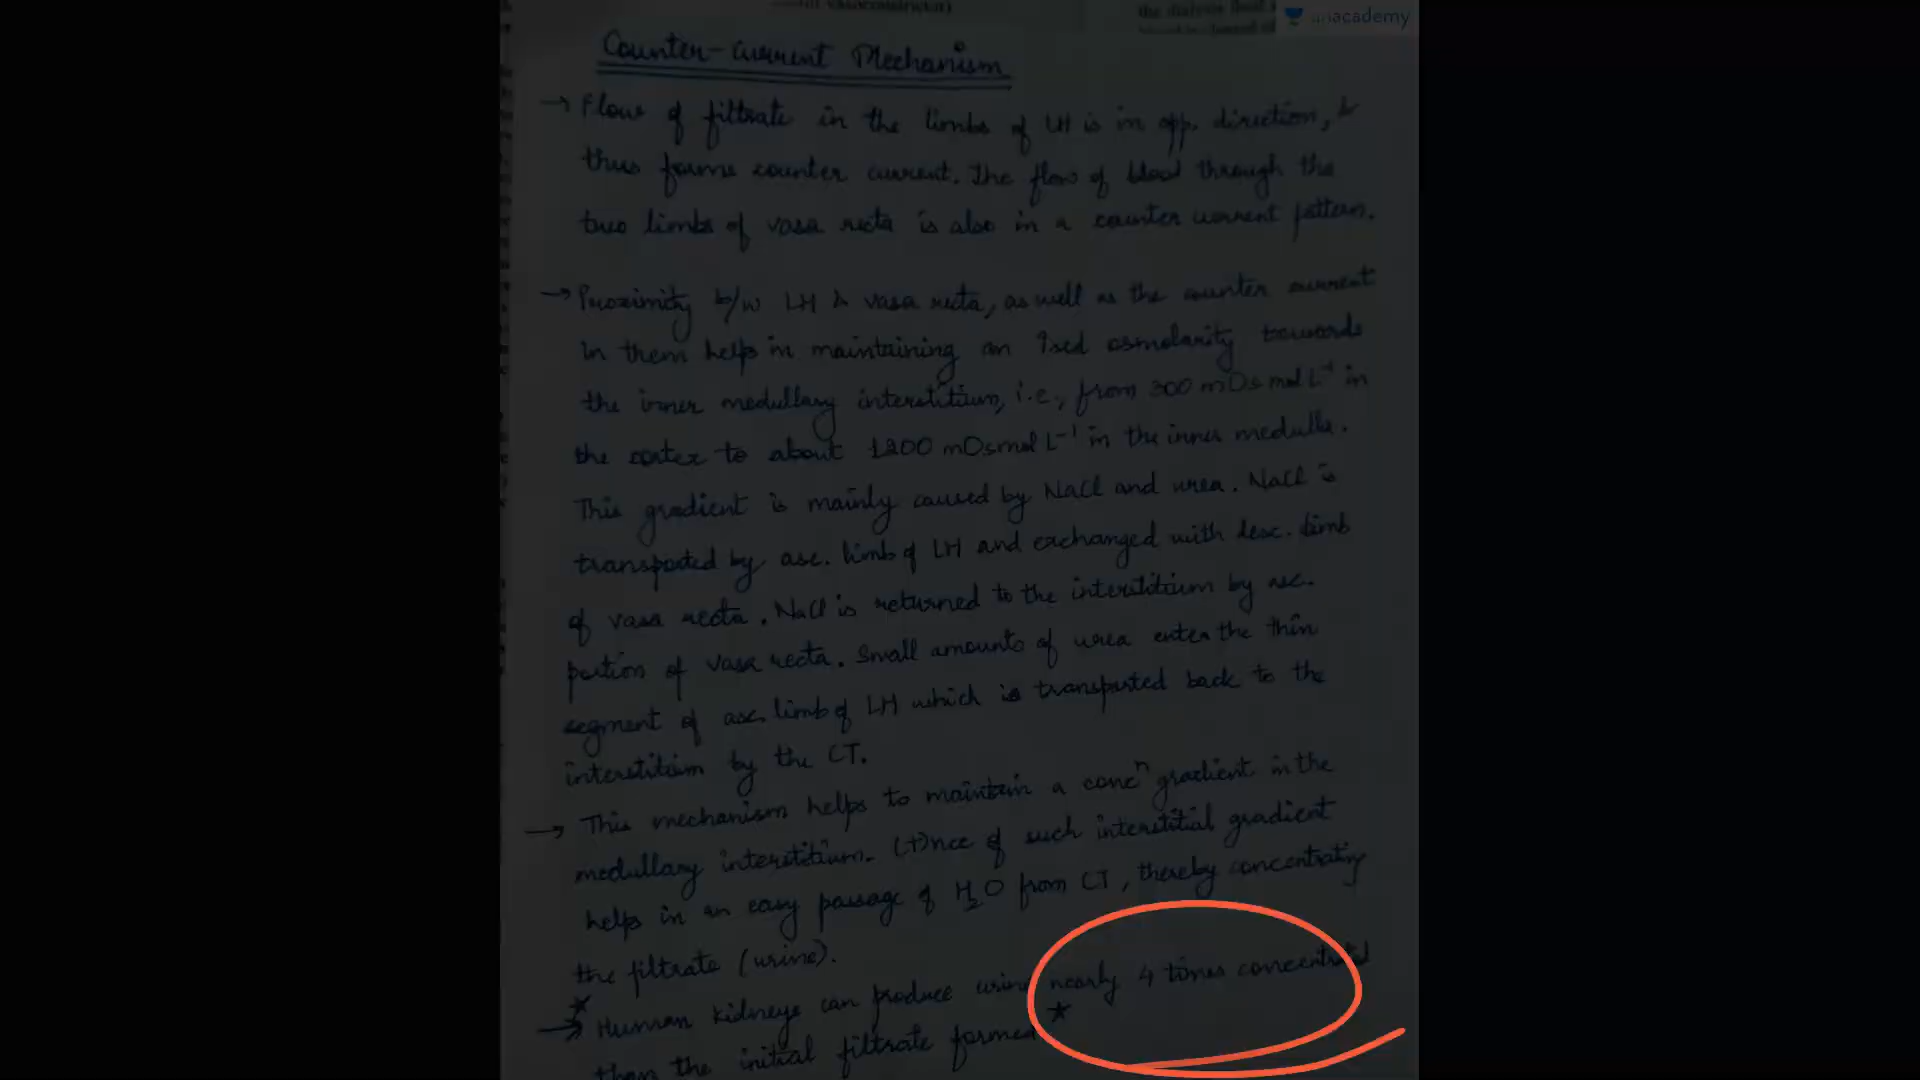 vasoconstrictor)
the dialysis fluid
unacademy
Counter-current Mechanism
→ Flow of filtrate in the limbs of LH is in opp. direction, &
thus forms counter current. The flow of blood through the
two limbs of vasa recta is also in a counter current pattern.
→ Proximity b/w LH & vasa recta, as well as the counter current
in them helps in maintaining an ↑sed osmolarity towards
the inner medullary interstitium, i.e., from 300 mOsmol L⁻¹ in
the cortex to about 1200 mOsmol L⁻¹ in the inner medulla.
This gradient is mainly caused by NaCl and urea. NaCl is
transported by asc. limb of LH and exchanged with desc. limb
of vasa recta. NaCl is returned to the interstitium by asc.
portion of vasa recta. Small amounts of urea enter the thin
segment of asc. limb of LH which is transported back to the
interstitium by the CT.
→ This mechanism helps to maintain a concⁿ gradient in the
medullary interstitium. (+)nce of such interstitial gradient
helps in an easy passage of H₂O from CT, thereby concentrating
the filtrate (urine).
→ Human kidneys can produce urine nearly 4 times concentrated
than the initial filtrate formed